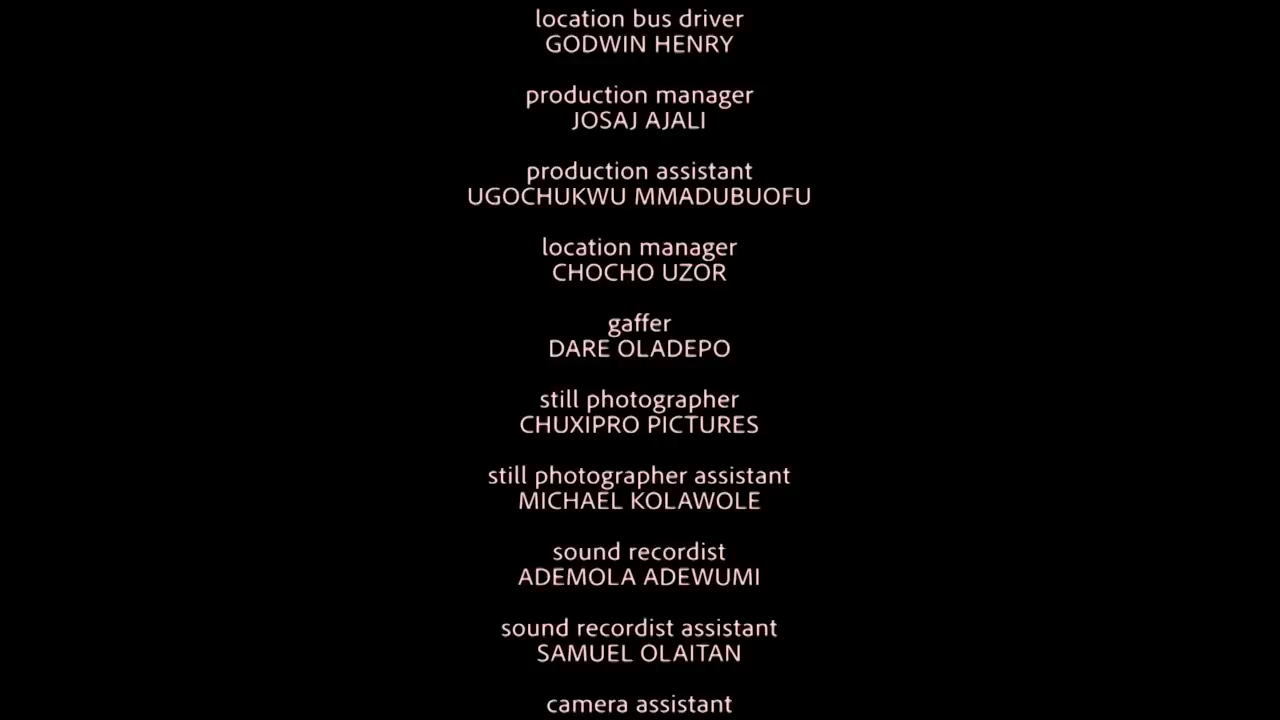 location bus driver
GODWIN HENRY
production manager
JOSAJ AJALI
production assistant
UGOCHUKWU MMADUBUOFU
location manager
CHOCHO UZOR
gaffer
DARE OLADEPO
still photographer
CHUXIPRO PICTURES
still photographer assistant
MICHAEL KOLAWOLE
sound recordist
ADEMOLA ADEWUMI
sound recordist assistant
SAMUEL OLAITAN
camera assistant